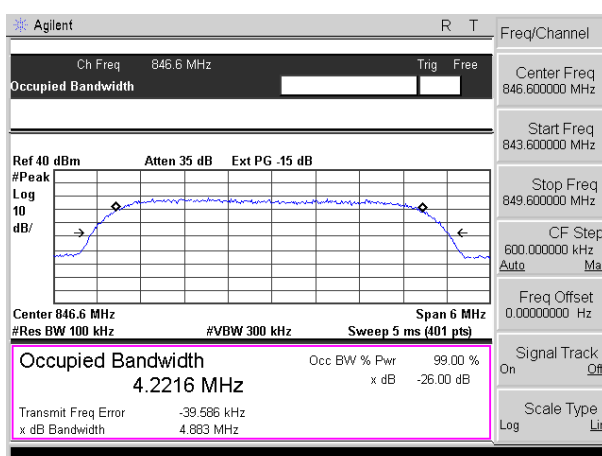 Agilent R T
Freq/Channel
Ch Freq 846.6 MHz Trig Free
Occupied Bandwidth
Center Freq
846.600000 MHz
Start Freq
843.600000 MHz
Ref 40 dBm Atten 35 dB Ext PG -15 dB
#Peak
Log
10
dB/
Stop Freq
849.600000 MHz
CF Step
600.000000 kHz
Auto Ma
Freq Offset
0.00000000 Hz
Center 846.6 MHz Span 6 MHz
#Res BW 100 kHz #VBW 300 kHz Sweep 5 ms (401 pts)
Occupied Bandwidth Occ BW % Pwr 99.00 %
4.2216 MHz x dB -26.00 dB
Signal Track
On Off
Transmit Freq Error -39.586 kHz
x dB Bandwidth 4.883 MHz
Scale Type
Log Lin